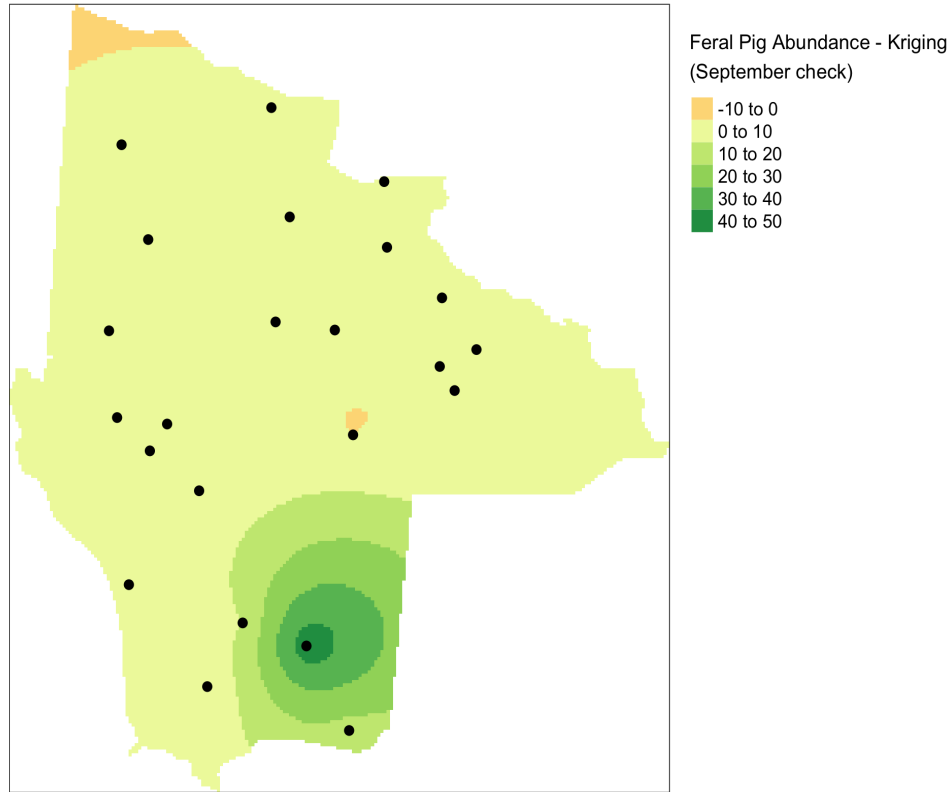 Feral Pig Abundance - Kriging
(September check)
-10 to 0
0 to 10
10 to 20
20 to 30
30 to 40
40 to 50